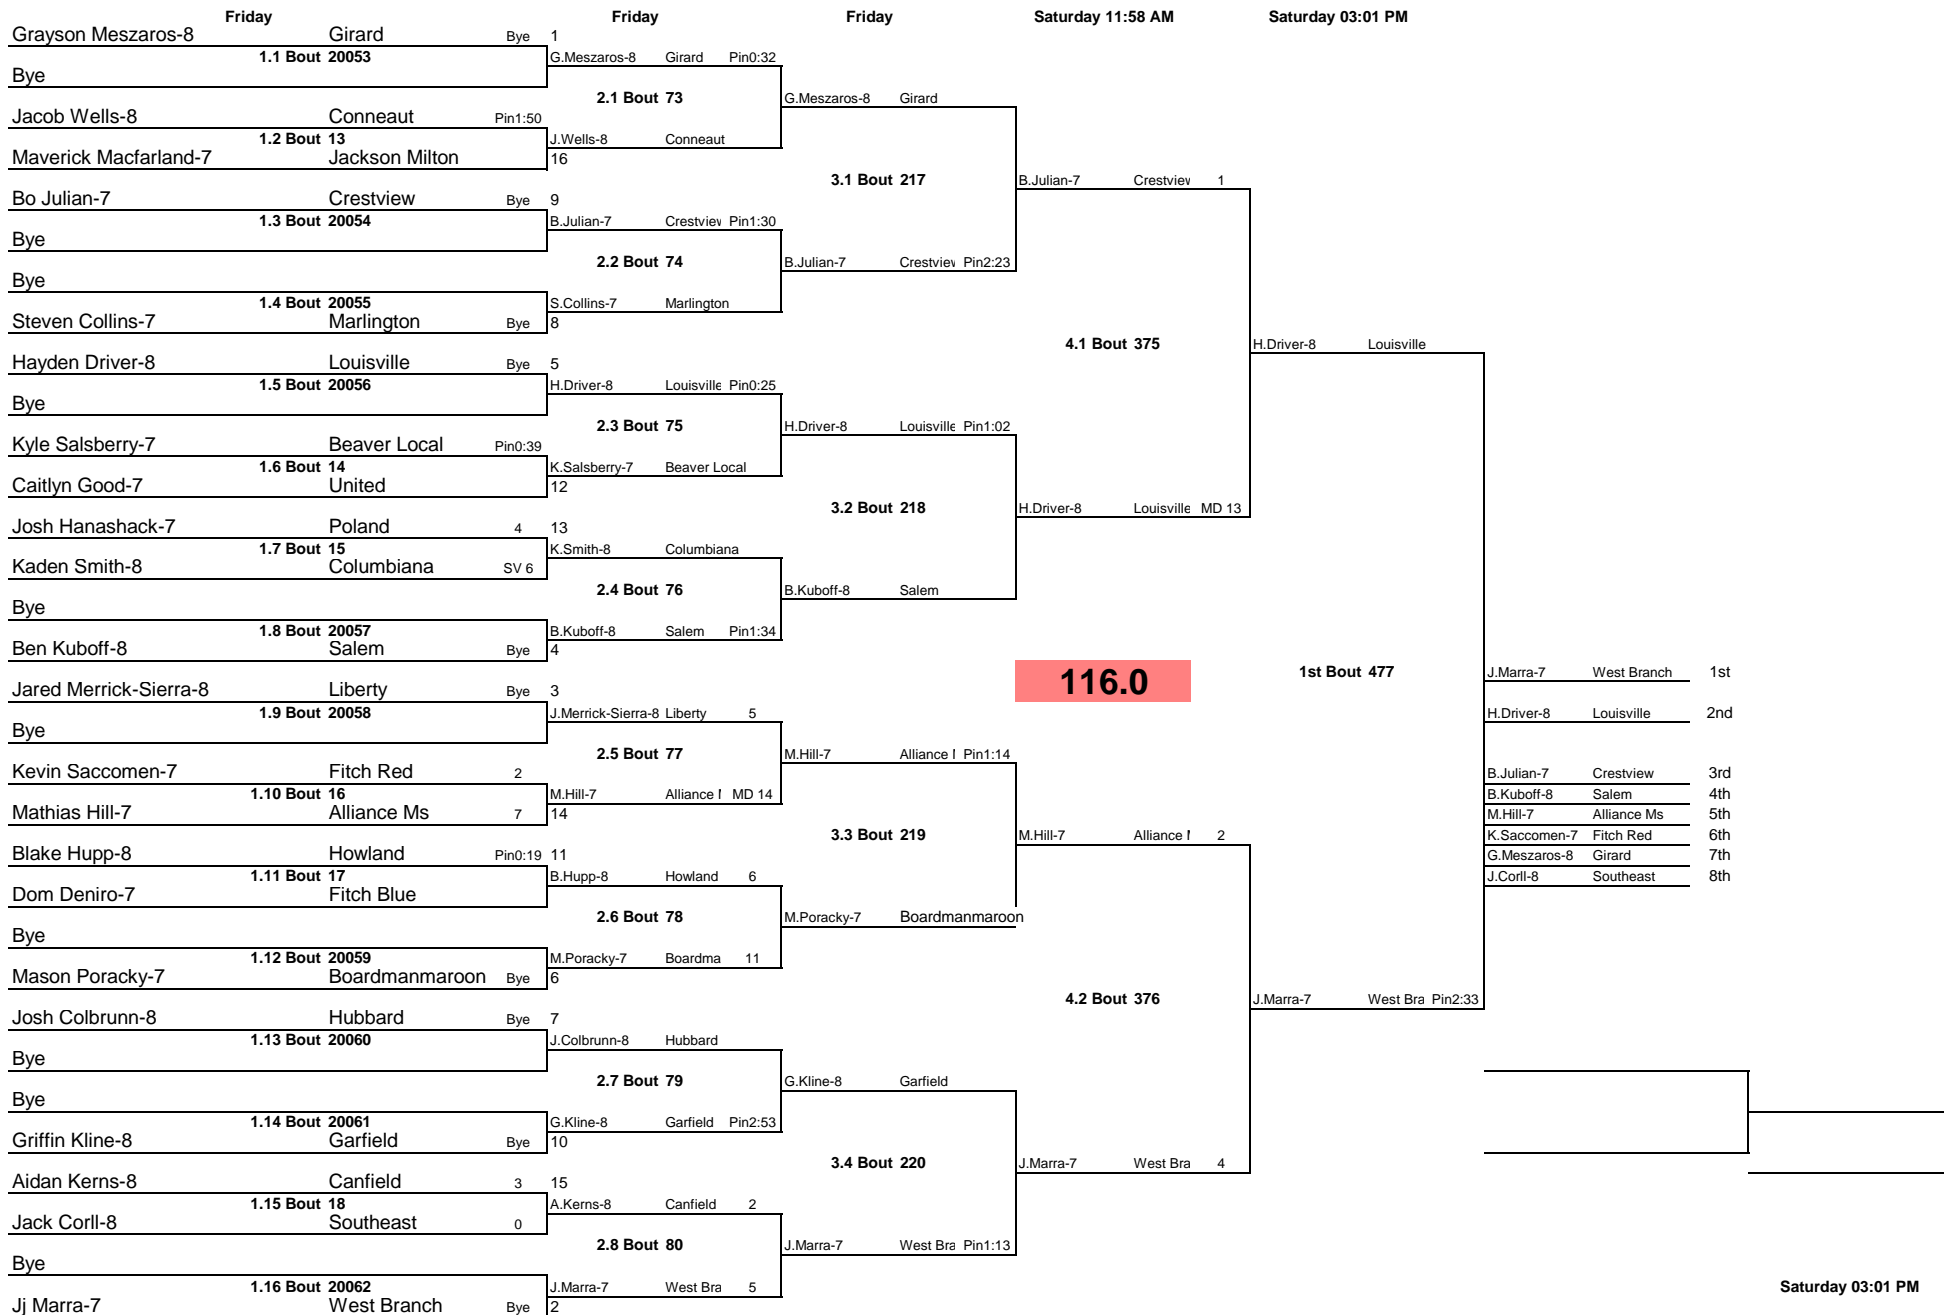 Friday Friday Friday Saturday 11:58 AM Saturday 03:01 PM
Grayson Meszaros-8 Girard Bye 1
1.1 Bout 20053 G.Meszaros-8 Girard Pin0:32
Bye
2.1 Bout 73 G.Meszaros-8 Girard
Jacob Wells-8 Conneaut Pin1:50
1.2 Bout 13 J.Wells-8 Conneaut
Maverick Macfarland-7 Jackson Milton 16
3.1 Bout 217 B.Julian-7 Crestview 1
Bo Julian-7 Crestview Bye 9
1.3 Bout 20054 B.Julian-7 Crestview Pin1:30
Bye
2.2 Bout 74 B.Julian-7 Crestview Pin2:23
Bye
1.4 Bout 20055 S.Collins-7 Marlington
Steven Collins-7 Marlington Bye 8
4.1 Bout 375 H.Driver-8 Louisville
Hayden Driver-8 Louisville Bye 5
1.5 Bout 20056 H.Driver-8 Louisville Pin0:25
Bye
2.3 Bout 75 H.Driver-8 Louisville Pin1:02
Kyle Salsberry-7 Beaver Local Pin0:39
1.6 Bout 14 K.Salsberry-7 Beaver Local
Caitlyn Good-7 United 12
3.2 Bout 218 H.Driver-8 Louisville MD 13
Josh Hanashack-7 Poland 4 13
1.7 Bout 15 K.Smith-8 Columbiana
Kaden Smith-8 Columbiana SV 6
2.4 Bout 76 B.Kuboff-8 Salem
Bye
1.8 Bout 20057 B.Kuboff-8 Salem Pin1:34
Ben Kuboff-8 Salem Bye 4
116.0 1st Bout 477 J.Marra-7 West Branch 1st
Jared Merrick-Sierra-8 Liberty Bye 3
1.9 Bout 20058 J.Merrick-Sierra-8 Liberty 5 H.Driver-8 Louisville 2nd
Bye
2.5 Bout 77 M.Hill-7 Alliance Pin1:14
Kevin Saccomen-7 Fitch Red 2 B.Julian-7 Crestview 3rd
1.10 Bout 16 M.Hill-7 Alliance MD 14 B.Kuboff-8 Salem 4th
Mathias Hill-7 Alliance Ms 7 14 M.Hill-7 Alliance Ms 5th
3.3 Bout 219 M.Hill-7 Alliance 2 K.Saccomen-7 Fitch Red 6th
Blake Hupp-8 Howland Pin0:19 11 G.Meszaros-8 Girard 7th
1.11 Bout 17 B.Hupp-8 Howland 6 J.Corll-8 Southeast 8th
Dom Deniro-7 Fitch Blue
2.6 Bout 78 M.Poracky-7 Boardmanmaroon
Bye
1.12 Bout 20059 M.Poracky-7 Boardma 11
Mason Poracky-7 Boardmanmaroon Bye 6
4.2 Bout 376 J.Marra-7 West Bra Pin2:33
Josh Colbrunn-8 Hubbard Bye 7
1.13 Bout 20060 J.Colbrunn-8 Hubbard
Bye
2.7 Bout 79 G.Kline-8 Garfield
Bye
1.14 Bout 20061 G.Kline-8 Garfield Pin2:53
Griffin Kline-8 Garfield Bye 10
3.4 Bout 220 J.Marra-7 West Bra 4
Aidan Kerns-8 Canfield 3 15
1.15 Bout 18 A.Kerns-8 Canfield 2
Jack Corll-8 Southeast 0
2.8 Bout 80 J.Marra-7 West Bra Pin1:13
Bye
1.16 Bout 20062 J.Marra-7 West Bra 5 Saturday 03:01 PM
Jj Marra-7 West Branch Bye 2